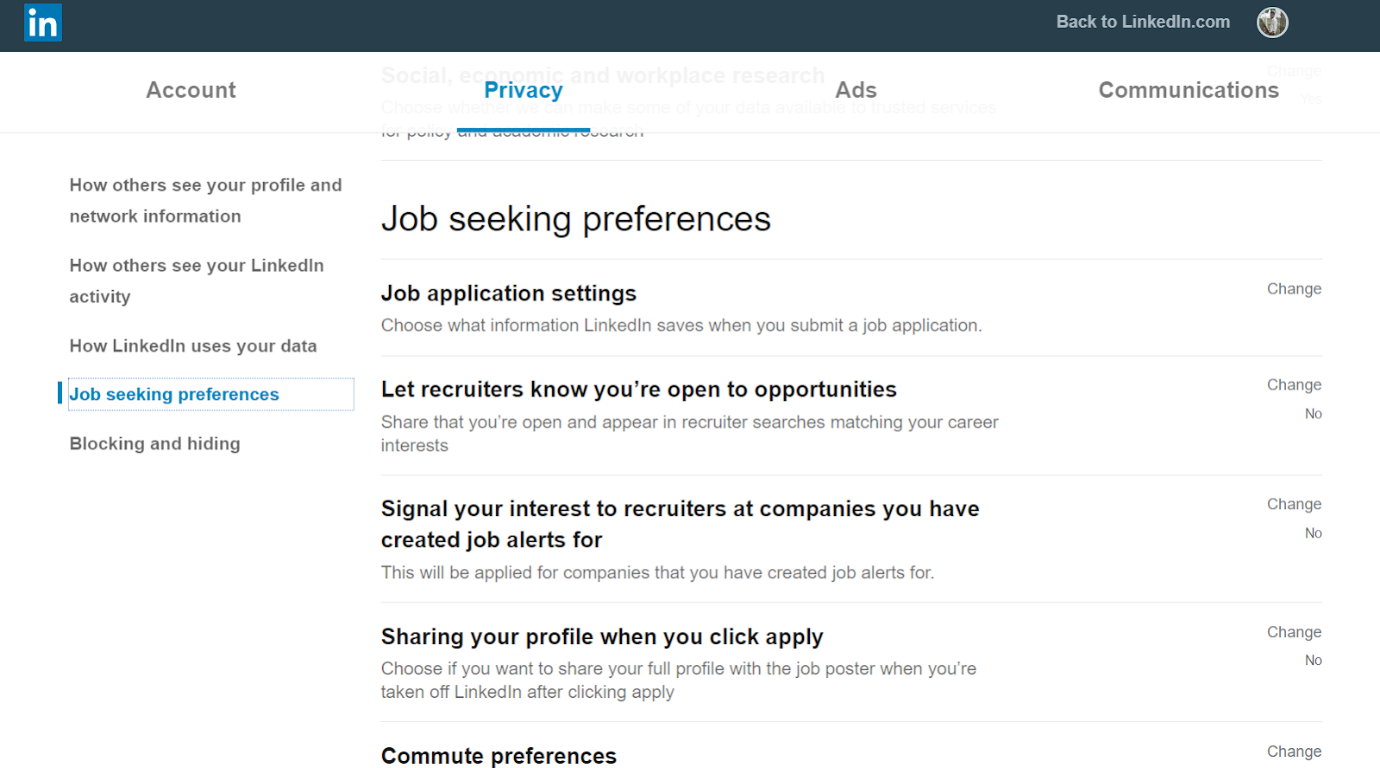 in
Back to LinkedIn.com
Social, economic and workplace research
Change
Account
Privacy
Ads
Communications
Choose whether we can make some of your data available to trusted services
Yes
for policy and academic research
How others see your profile and
network information
How others see your LinkedIn
activity
How LinkedIn uses your data
Job seeking preferences
Blocking and hiding
Job seeking preferences
Job application settings
Change
Choose what information LinkedIn saves when you submit a job application.
Let recruiters know you’re open to opportunities
Change
Share that you’re open and appear in recruiter searches matching your career
No
interests
Signal your interest to recruiters at companies you have
Change
created job alerts for
No
This will be applied for companies that you have created job alerts for.
Sharing your profile when you click apply
Change
Choose if you want to share your full profile with the job poster when you’re
No
taken off LinkedIn after clicking apply
Commute preferences
Change